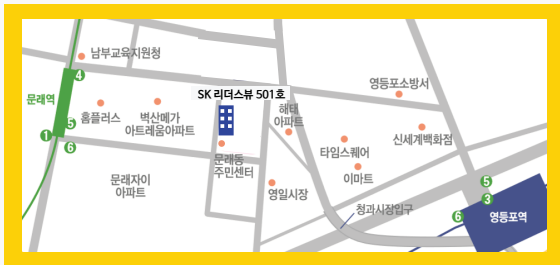 남부교육지원청
4
문래역
홈플러스
벽산메가
아트레움아파트
SK 리더스뷰 501호
해태
아파트
영등포소방서
신세계백화점
타임스퀘어
이마트
5
1
6
문래동
주민센터
문래자이
아파트
영일시장
청과시장입구
5
3
6
영등포역